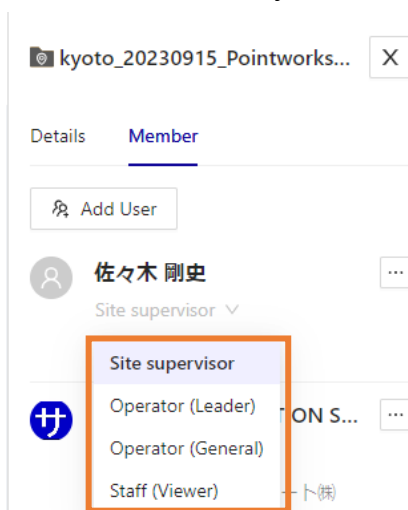 kyoto_20230915_Pointworks... X
Details Member
Add User
佐々木 剛史 ...
Site supervisor
Site supervisor
サ Operator (Leader) ION S... ...
Operator (General)
Staff (Viewer) ート㈱